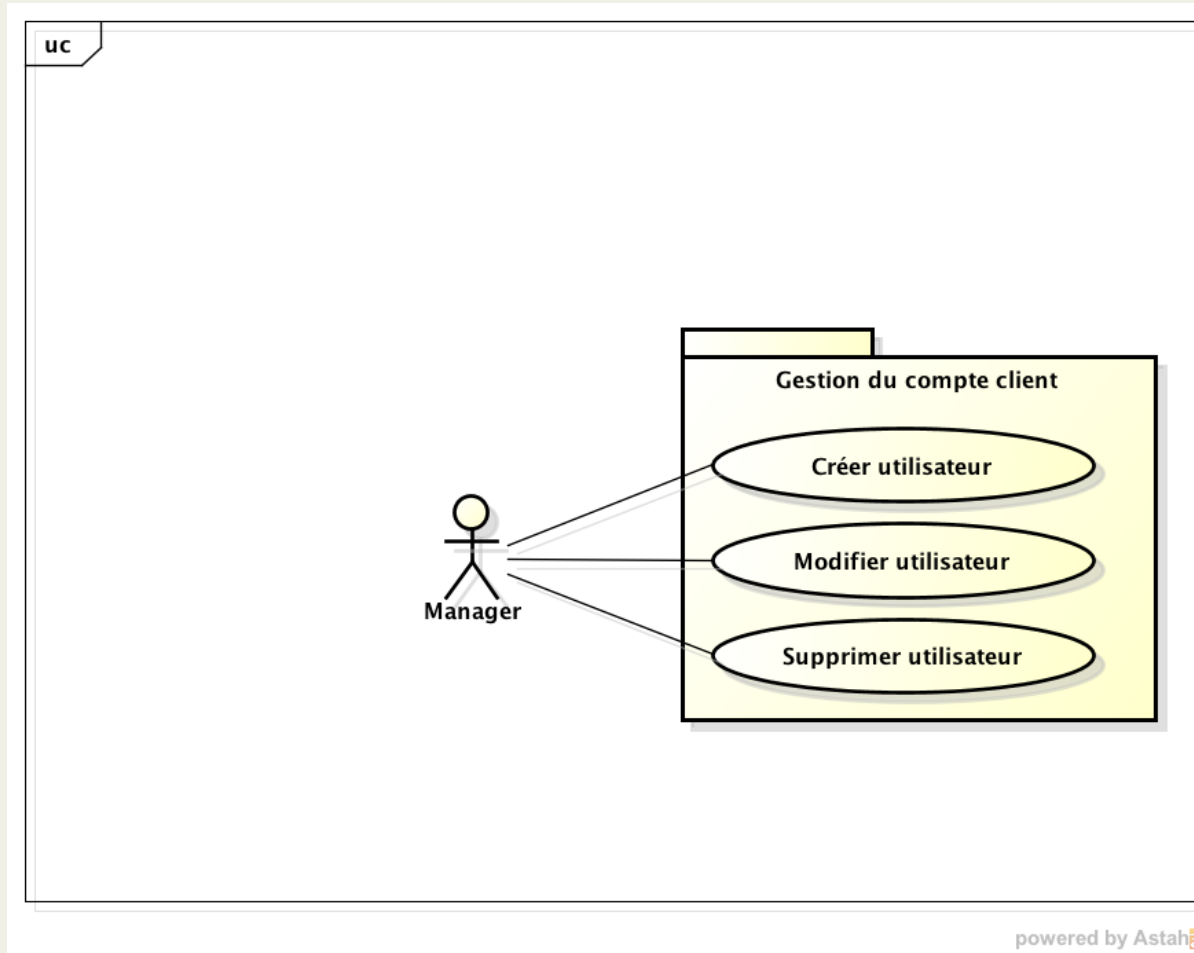 uc
Gestion du compte client
Créer utilisateur
Modifier utilisateur
Supprimer utilisateur
Manager
powered by Astah